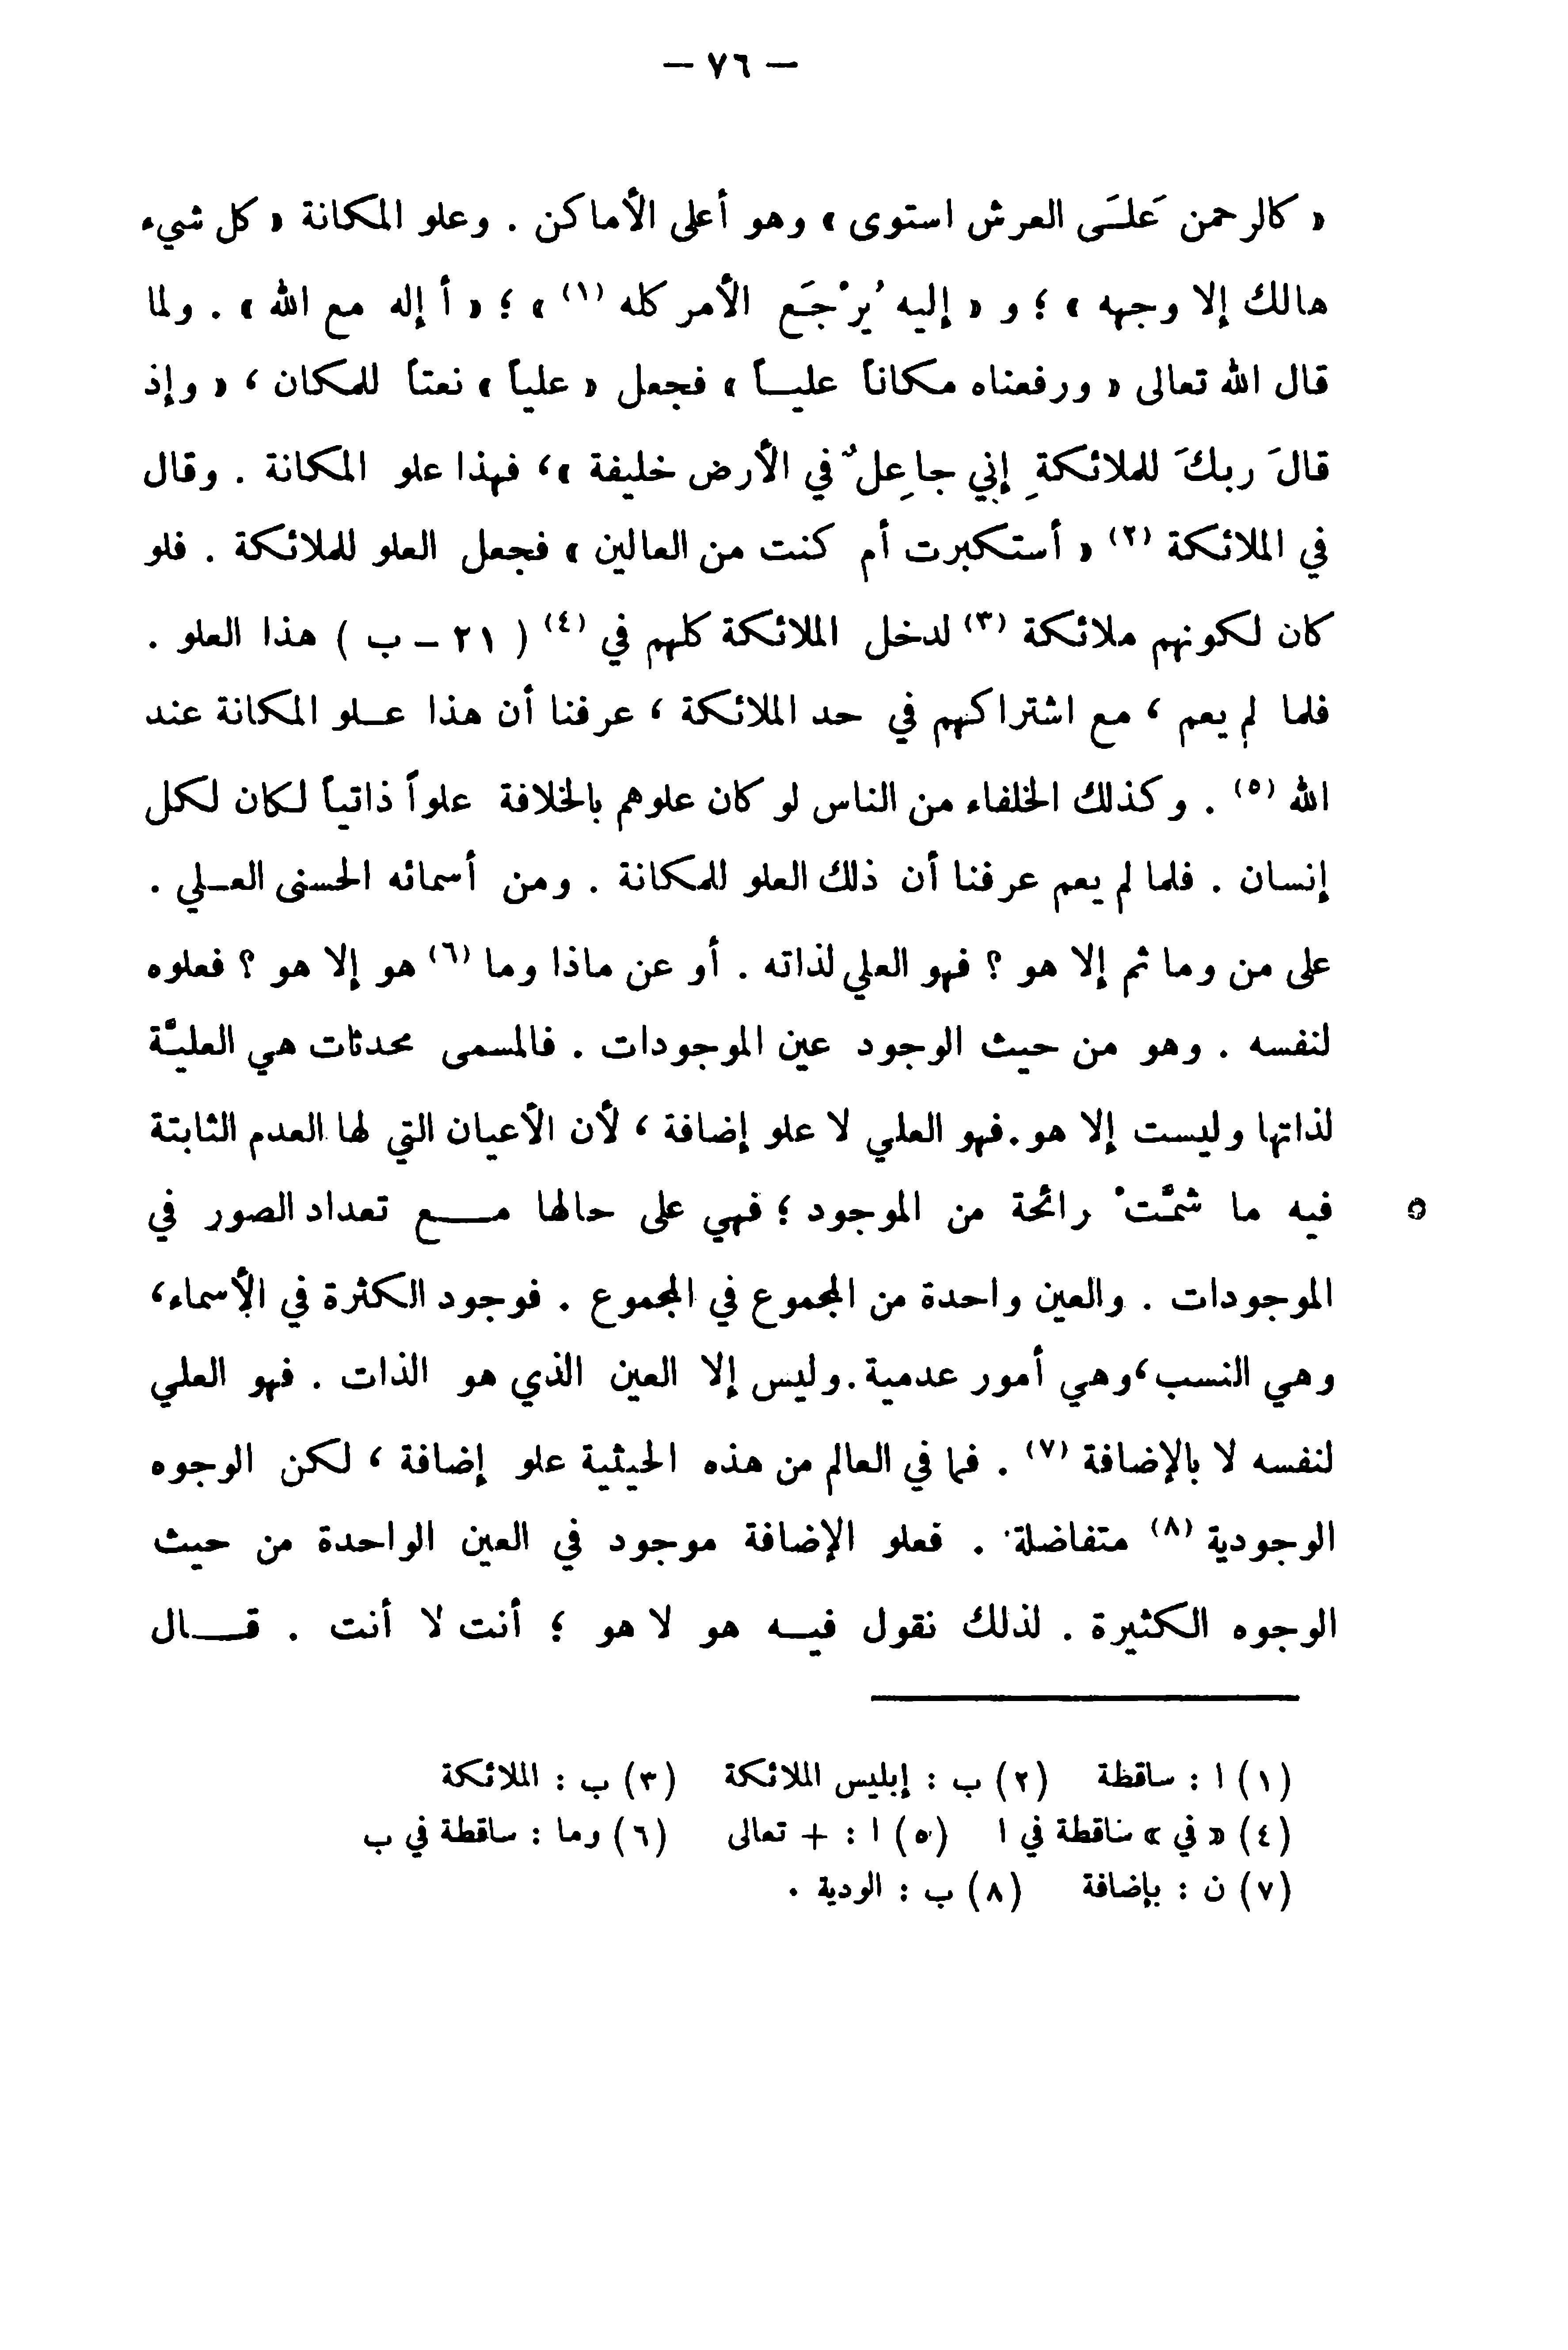 — ٧٦ —
« كالرحمن عَلَى العرش استوى » وهو أعلى الأماكن . وعلو المكانة « كل شيء
هالك إلا وجهه » ؛ و « إليه يُرْجَع الأمر كله (١) » ؛ « أ إله مع الله » . ولما
قال الله تعالى « ورفعناه مكاناً علياً » فجعل « علياً » نعتاً للمكان ، « وإذ
قالَ ربكَ للملائكةِ إني جاعِلٌ في الأرض خليفة » ، فهذا علو المكانة . وقال
في الملائكة (٢) « أستكبرت أم كنت من العالين » فجعل العلو للملائكة . فلو
كان لكونهم ملائكة (٣) لدخل الملائكة كلهم في (٤) ( ٢١ – ب ) هذا العلو .
فلما لم يعم ، مع اشتراكهم في حد الملائكة ، عرفنا أن هذا علو المكانة عند
الله (٥) . وكذلك الخلفاء من الناس لو كان علوهم بالخلافة علواً ذاتياً لكان لكل
إنسان . فلما لم يعم عرفنا أن ذلك العلو للمكانة . ومن أسمائه الحسنى العلي .
على من وما ثم إلا هو ؟ فهو العلي لذاته . أو عن ماذا وما (٦) هو إلا هو ؟ فعلوه
لنفسه . وهو من حيث الوجود عين الموجودات . فالمسمى محدثات هي العليَّة
لذاتها وليست إلا هو . فهو العلي لا علو إضافة ، لأن الأعيان التي لها العدم الثابتة
فيه ما شمَّتْ رائحة من الموجود ؛ فهي على حالها مع تعداد الصور في
الموجودات . والعين واحدة من المجموع في المجموع . فوجود الكثرة في الأسماء ،
وهي النسب ، وهي أمور عدمية . وليس إلا العين الذي هو الذات . فهو العلي
لنفسه لا بالإضافة (٧) . فما في العالم من هذه الحيثية علو إضافة ، لكن الوجوه
الوجودية (٨) متفاضلة . فعلو الإضافة موجود في العين الواحدة من حيث
الوجوه الكثيرة . لذلك نقول فيه هو لا هو ؛ أنت لا أنت . قال
(١) ا : ساقظة (٢) ب : إبليس الملائكة (٣) ب : الملائكة
(٤) « في » ساقطة في ا (٥) ا : + تعالى (٦) وما : ساقطة في ب
(٧) ن : بإضافة (٨) ب : الودية .